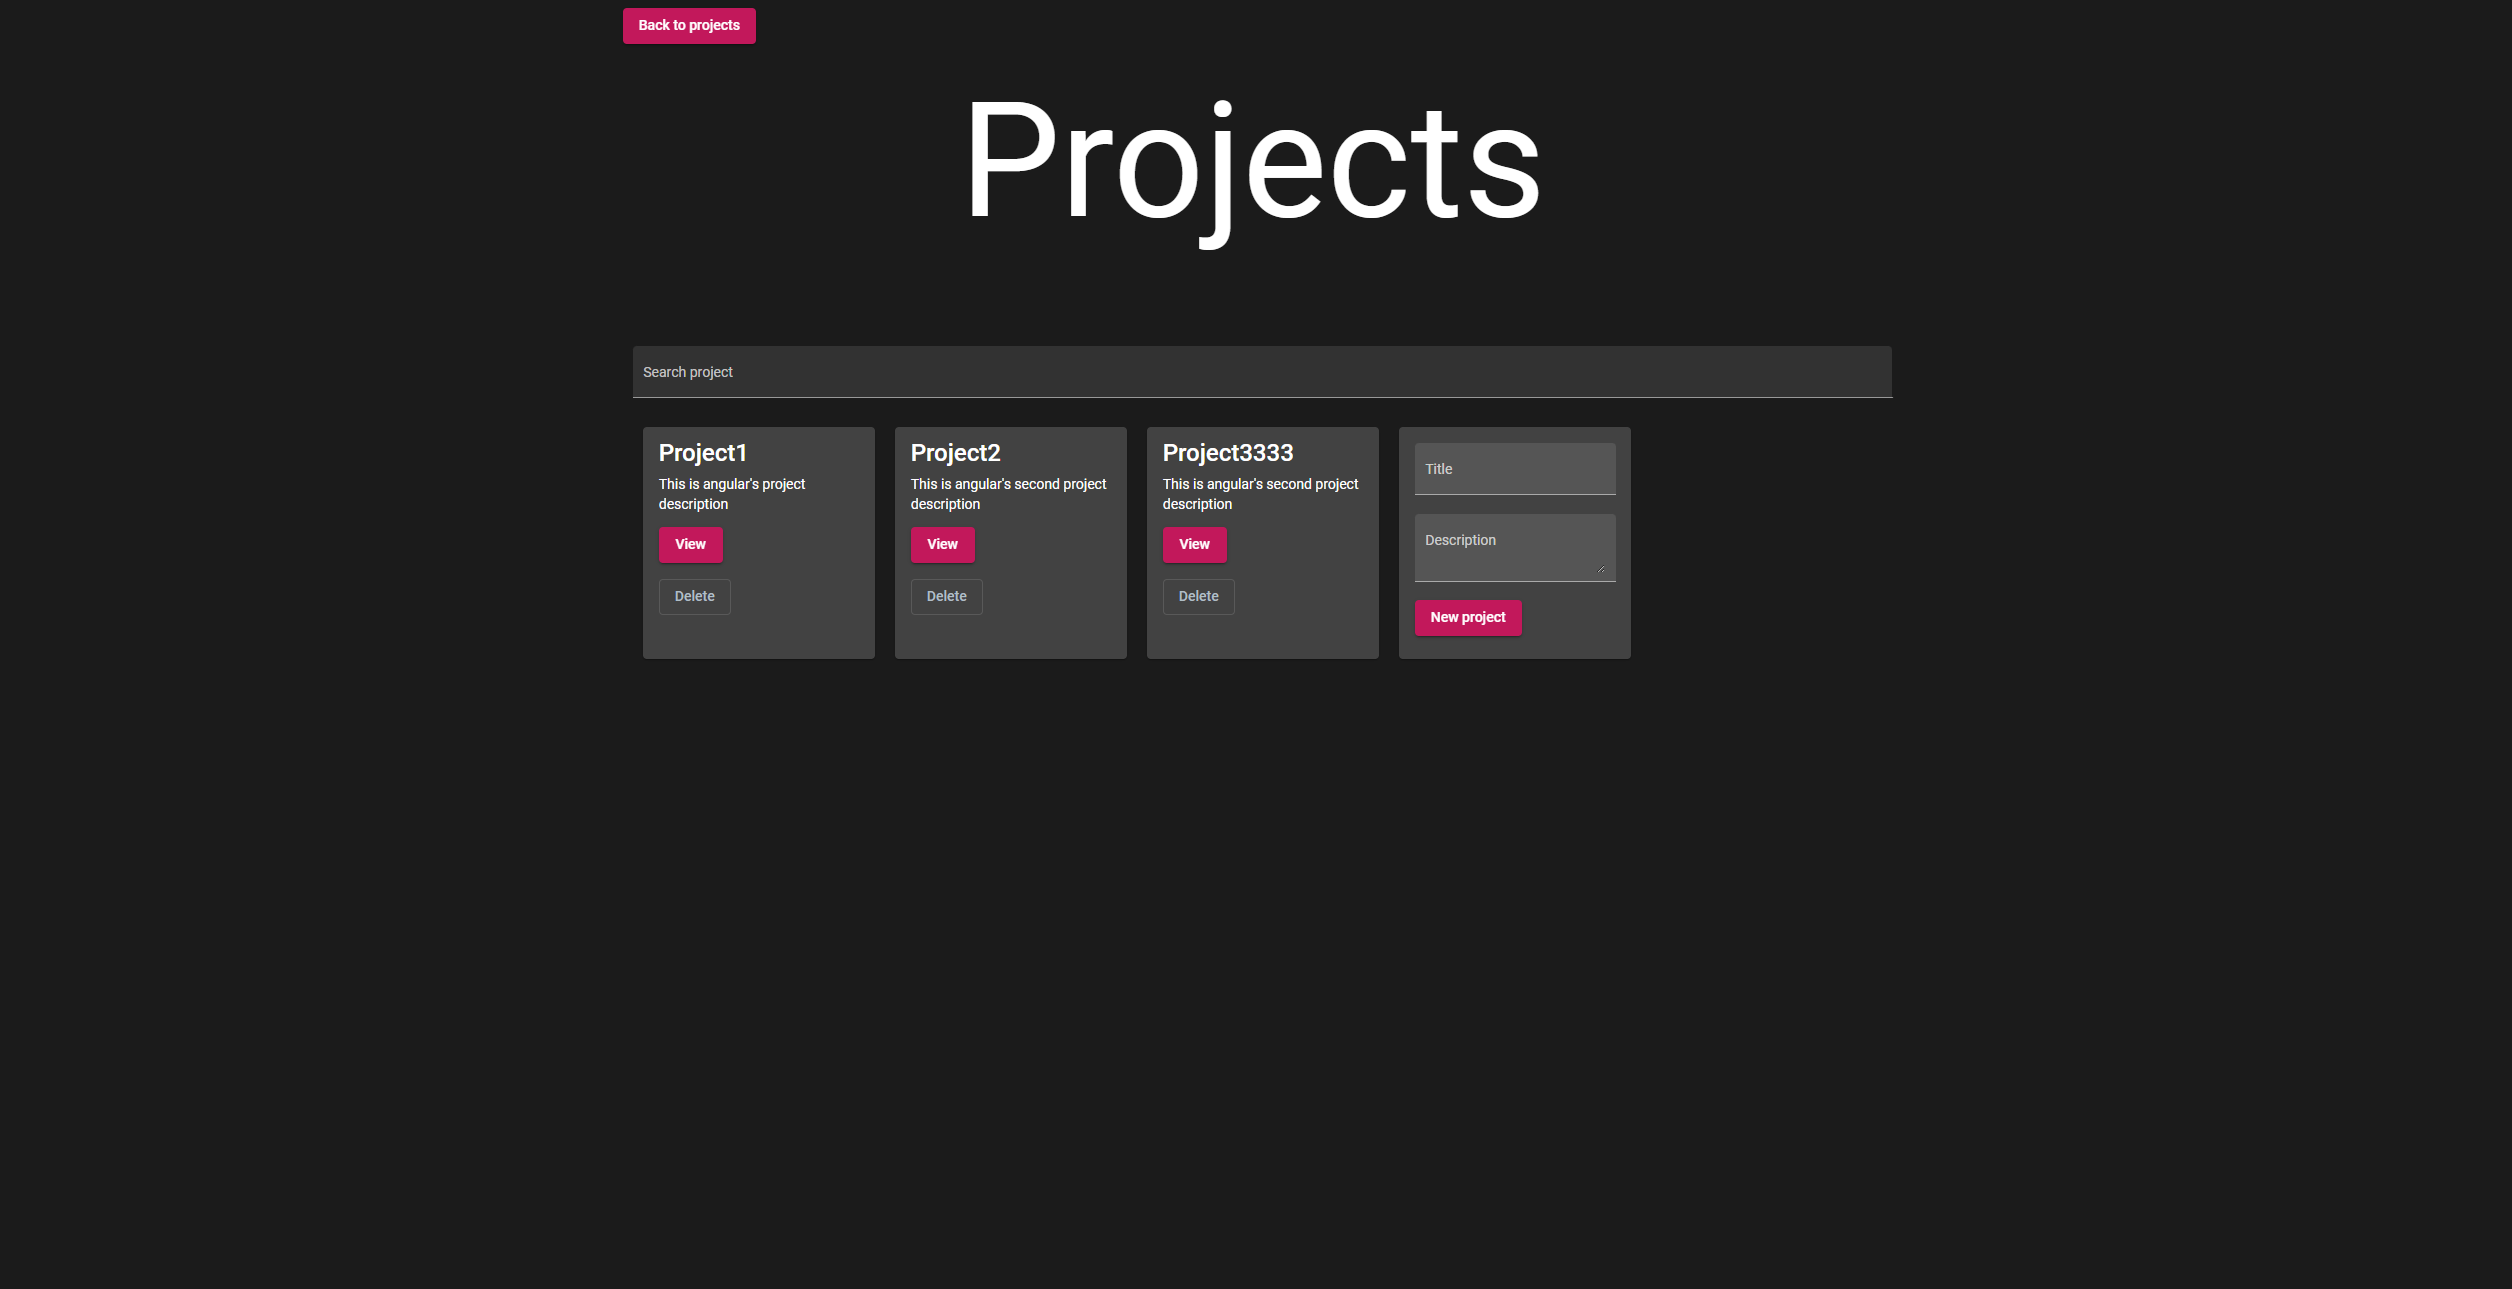 Back to projects
Projects
Search project
Project1
This is angular's project
description
View
Delete
Project2
This is angular's second project
description
View
Delete
Project3333
This is angular's second project
description
View
Delete
Title
Description
New project